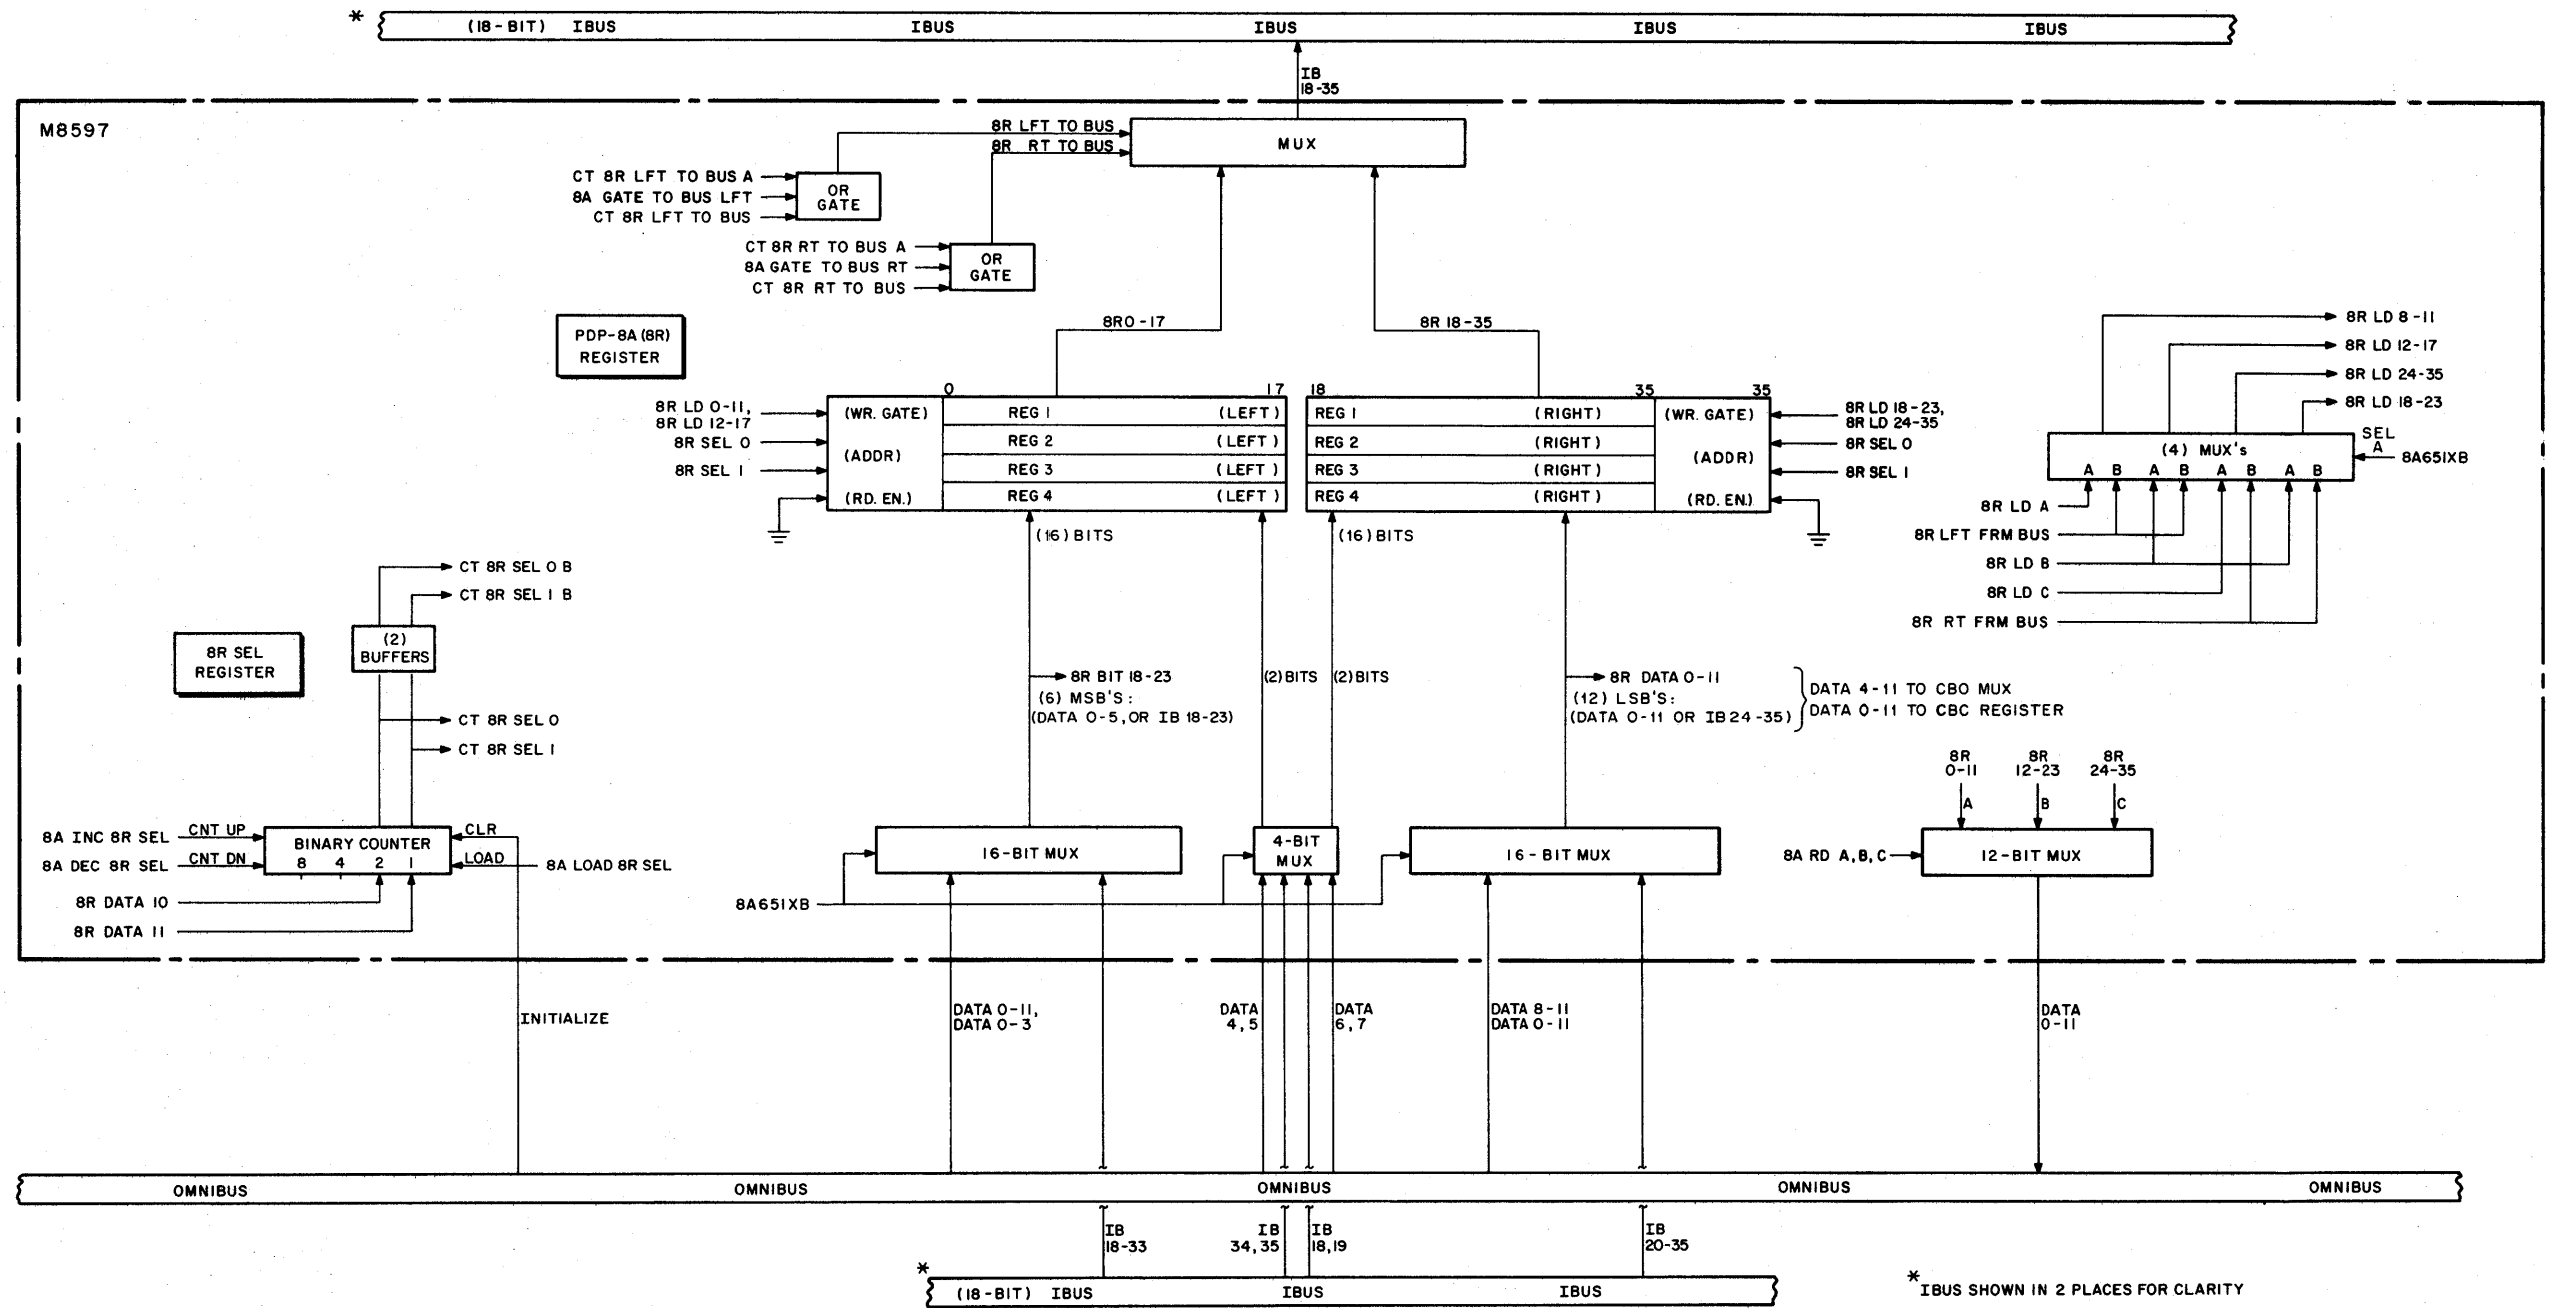 * (18-BIT) IBUS IBUS IBUS IBUS IBUS
IB
18-35
M8597
8R LFT TO BUS
8R RT TO BUS
MUX
CT 8R LFT TO BUS A
8A GATE TO BUS LFT
CT 8R LFT TO BUS
OR
GATE
CT 8R RT TO BUS A
8A GATE TO BUS RT
CT 8R RT TO BUS
OR
GATE
PDP-8A (8R)
REGISTER
8R0-17
8R 18-35
0 17 18 35 35
8R LD 0-11,
8R LD 12-17
8R SEL 0
8R SEL 1
(WR. GATE)
(ADDR)
(RD. EN.)
REG 1 (LEFT)
REG 2 (LEFT)
REG 3 (LEFT)
REG 4 (LEFT)
REG 1 (RIGHT)
REG 2 (RIGHT)
REG 3 (RIGHT)
REG 4 (RIGHT)
(WR. GATE)
(ADDR)
(RD. EN.)
8R LD 18-23,
8R LD 24-35
8R SEL 0
8R SEL 1
8R LD 8-11
8R LD 12-17
8R LD 24-35
8R LD 18-23
(4) MUX's
A B A B A B A B
SEL
A
8A651XB
8R LD A
8R LFT FRM BUS
8R LD B
8R LD C
8R RT FRM BUS
(16) BITS
(16) BITS
CT 8R SEL 0 B
CT 8R SEL 1 B
(2)
BUFFERS
8R SEL
REGISTER
CT 8R SEL 0
CT 8R SEL 1
8R BIT 18-23
(6) MSB'S:
(DATA 0-5, OR IB 18-23)
(2) BITS
(2) BITS
8R DATA 0-11
(12) LSB'S:
(DATA 0-11 OR IB 24-35)
DATA 4-11 TO CBO MUX
DATA 0-11 TO CBC REGISTER
8A INC 8R SEL
CNT UP
8A DEC 8R SEL
CNT DN
BINARY COUNTER
8 4 2 1
CLR
LOAD
8A LOAD 8R SEL
8R DATA 10
8R DATA 11
16-BIT MUX
4-BIT
MUX
16-BIT MUX
8A651XB
8R
0-11
8R
12-23
8R
24-35
A
B
C
8A RD A,B,C
12-BIT MUX
INITIALIZE
DATA 0-11,
DATA 0-3
DATA
4,5
DATA
6,7
DATA 8-11
DATA 0-11
DATA
0-11
OMNIBUS OMNIBUS OMNIBUS OMNIBUS OMNIBUS
IB
18-33
IB
34,35
IB
18,19
IB
20-35
* (18-BIT) IBUS IBUS IBUS
*IBUS SHOWN IN 2 PLACES FOR CLARITY